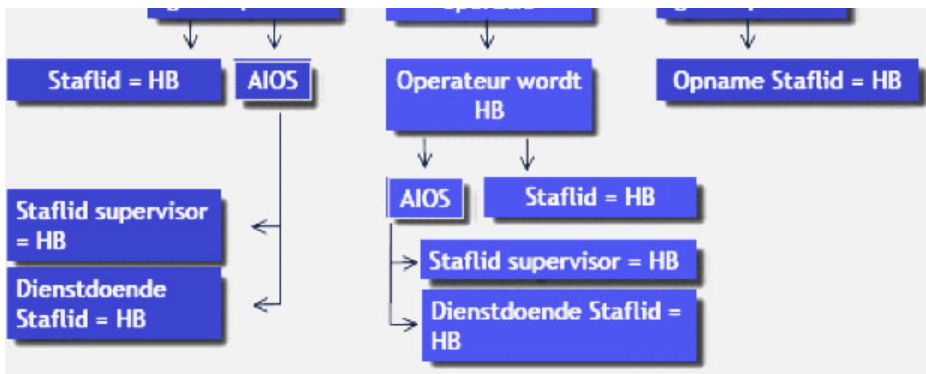 Staflid = HB
AIOS
Operateur wordt
HB
Opname Staflid = HB
AIOS
Staflid = HB
Staflid supervisor
= HB
Staflid supervisor = HB
Dienstdoende
Staflid = HB
Dienstdoende Staflid =
HB